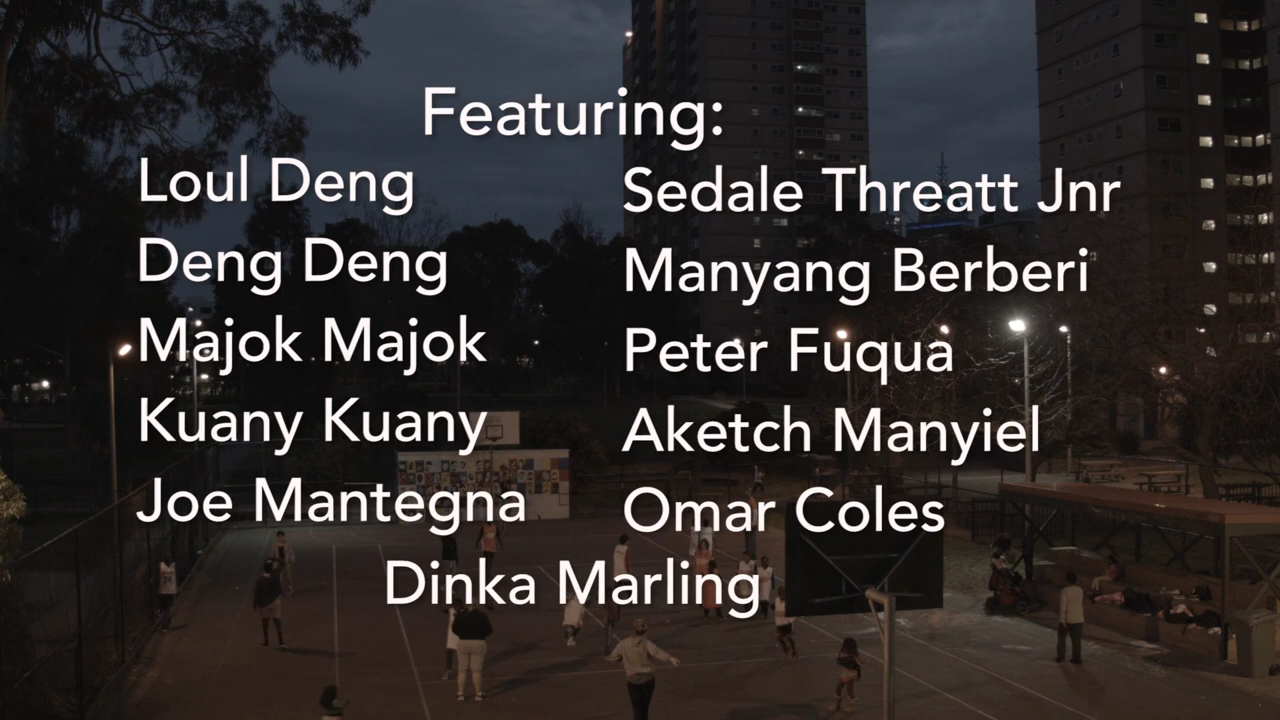 Featuring:
Loul Deng
Deng Deng
Majok Majok
Kuany Kuany
Joe Mantegna
Sedale Threatt Jnr
Manyang Berberi
Peter Fuqua
Aketch Manyiel
Omar Coles
Dinka Marling